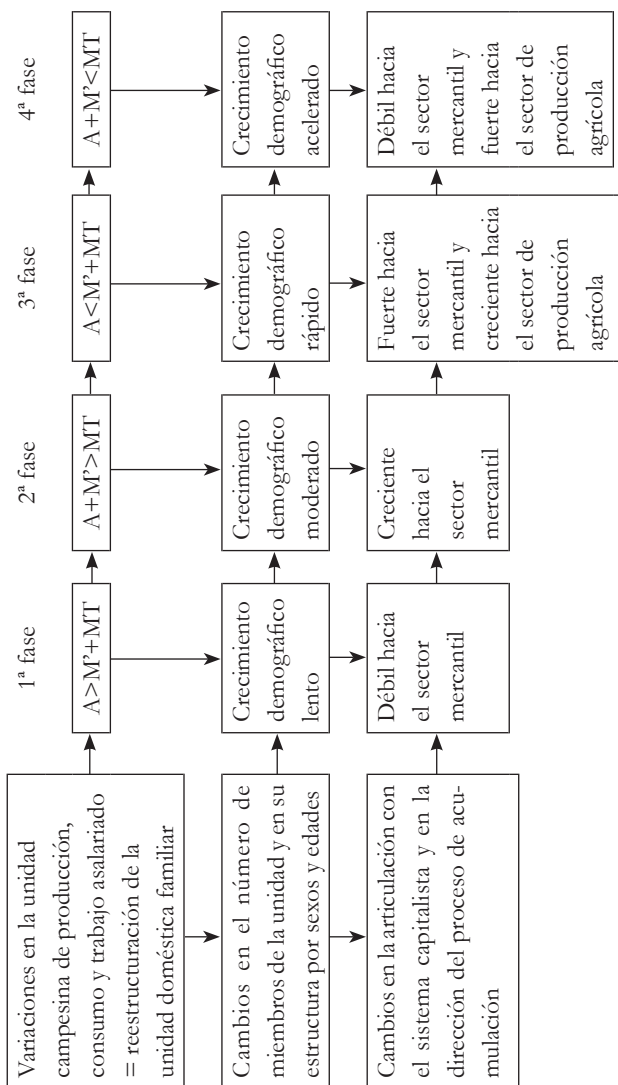 1ª fase
2ª fase
3ª fase
4ª fase
Variaciones en la unidad
campesina de producción,
consumo y trabajo asalariado
= reestructuración de la
unidad doméstica familiar
A>M'+MT
A+M'>MT
A<M'+MT
A+M'<MT
Cambios en el número de
miembros de la unidad y en su
estructura por sexos y edades
Crecimiento
demográfico
lento
Crecimiento
demográfico
moderado
Crecimiento
demográfico
rápido
Crecimiento
demográfico
acelerado
Cambios en la articulación con
el sistema capitalista y en la
dirección del proceso de acu-
mulación
Débil hacia
el sector
mercantil
Creciente
hacia el
sector
mercantil
Fuerte hacia
el sector
mercantil y
creciente hacia
el sector de
producción
agrícola
Débil hacia
el sector
mercantil y
fuerte hacia
el sector de
producción
agrícola